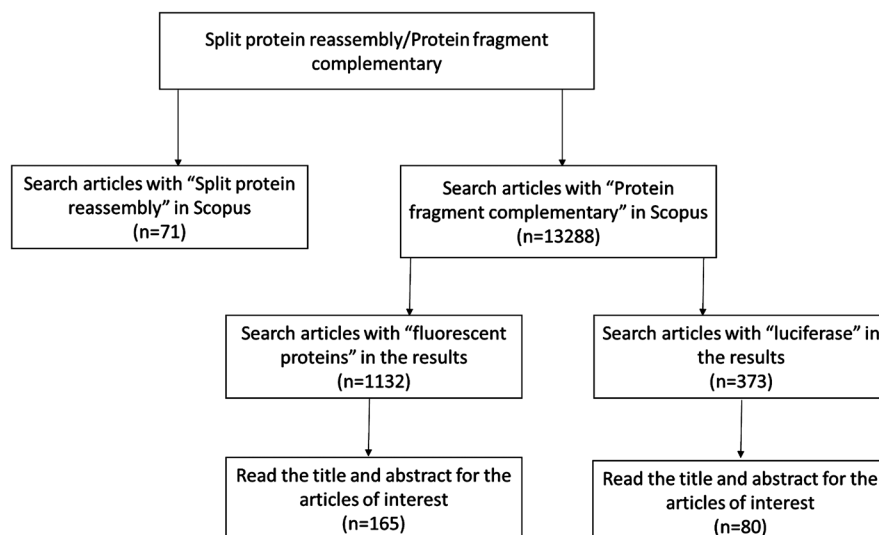 Split protein reassembly/Protein fragment
complementary
Search articles with “Split protein
reassembly” in Scopus
(n=71)
Search articles with “Protein
fragment complementary” in Scopus
(n=13288)
Search articles with “fluorescent
proteins” in the results
(n=1132)
Search articles with “luciferase” in
the results
(n=373)
Read the title and abstract for the
articles of interest
(n=165)
Read the title and abstract for the
articles of interest
(n=80)